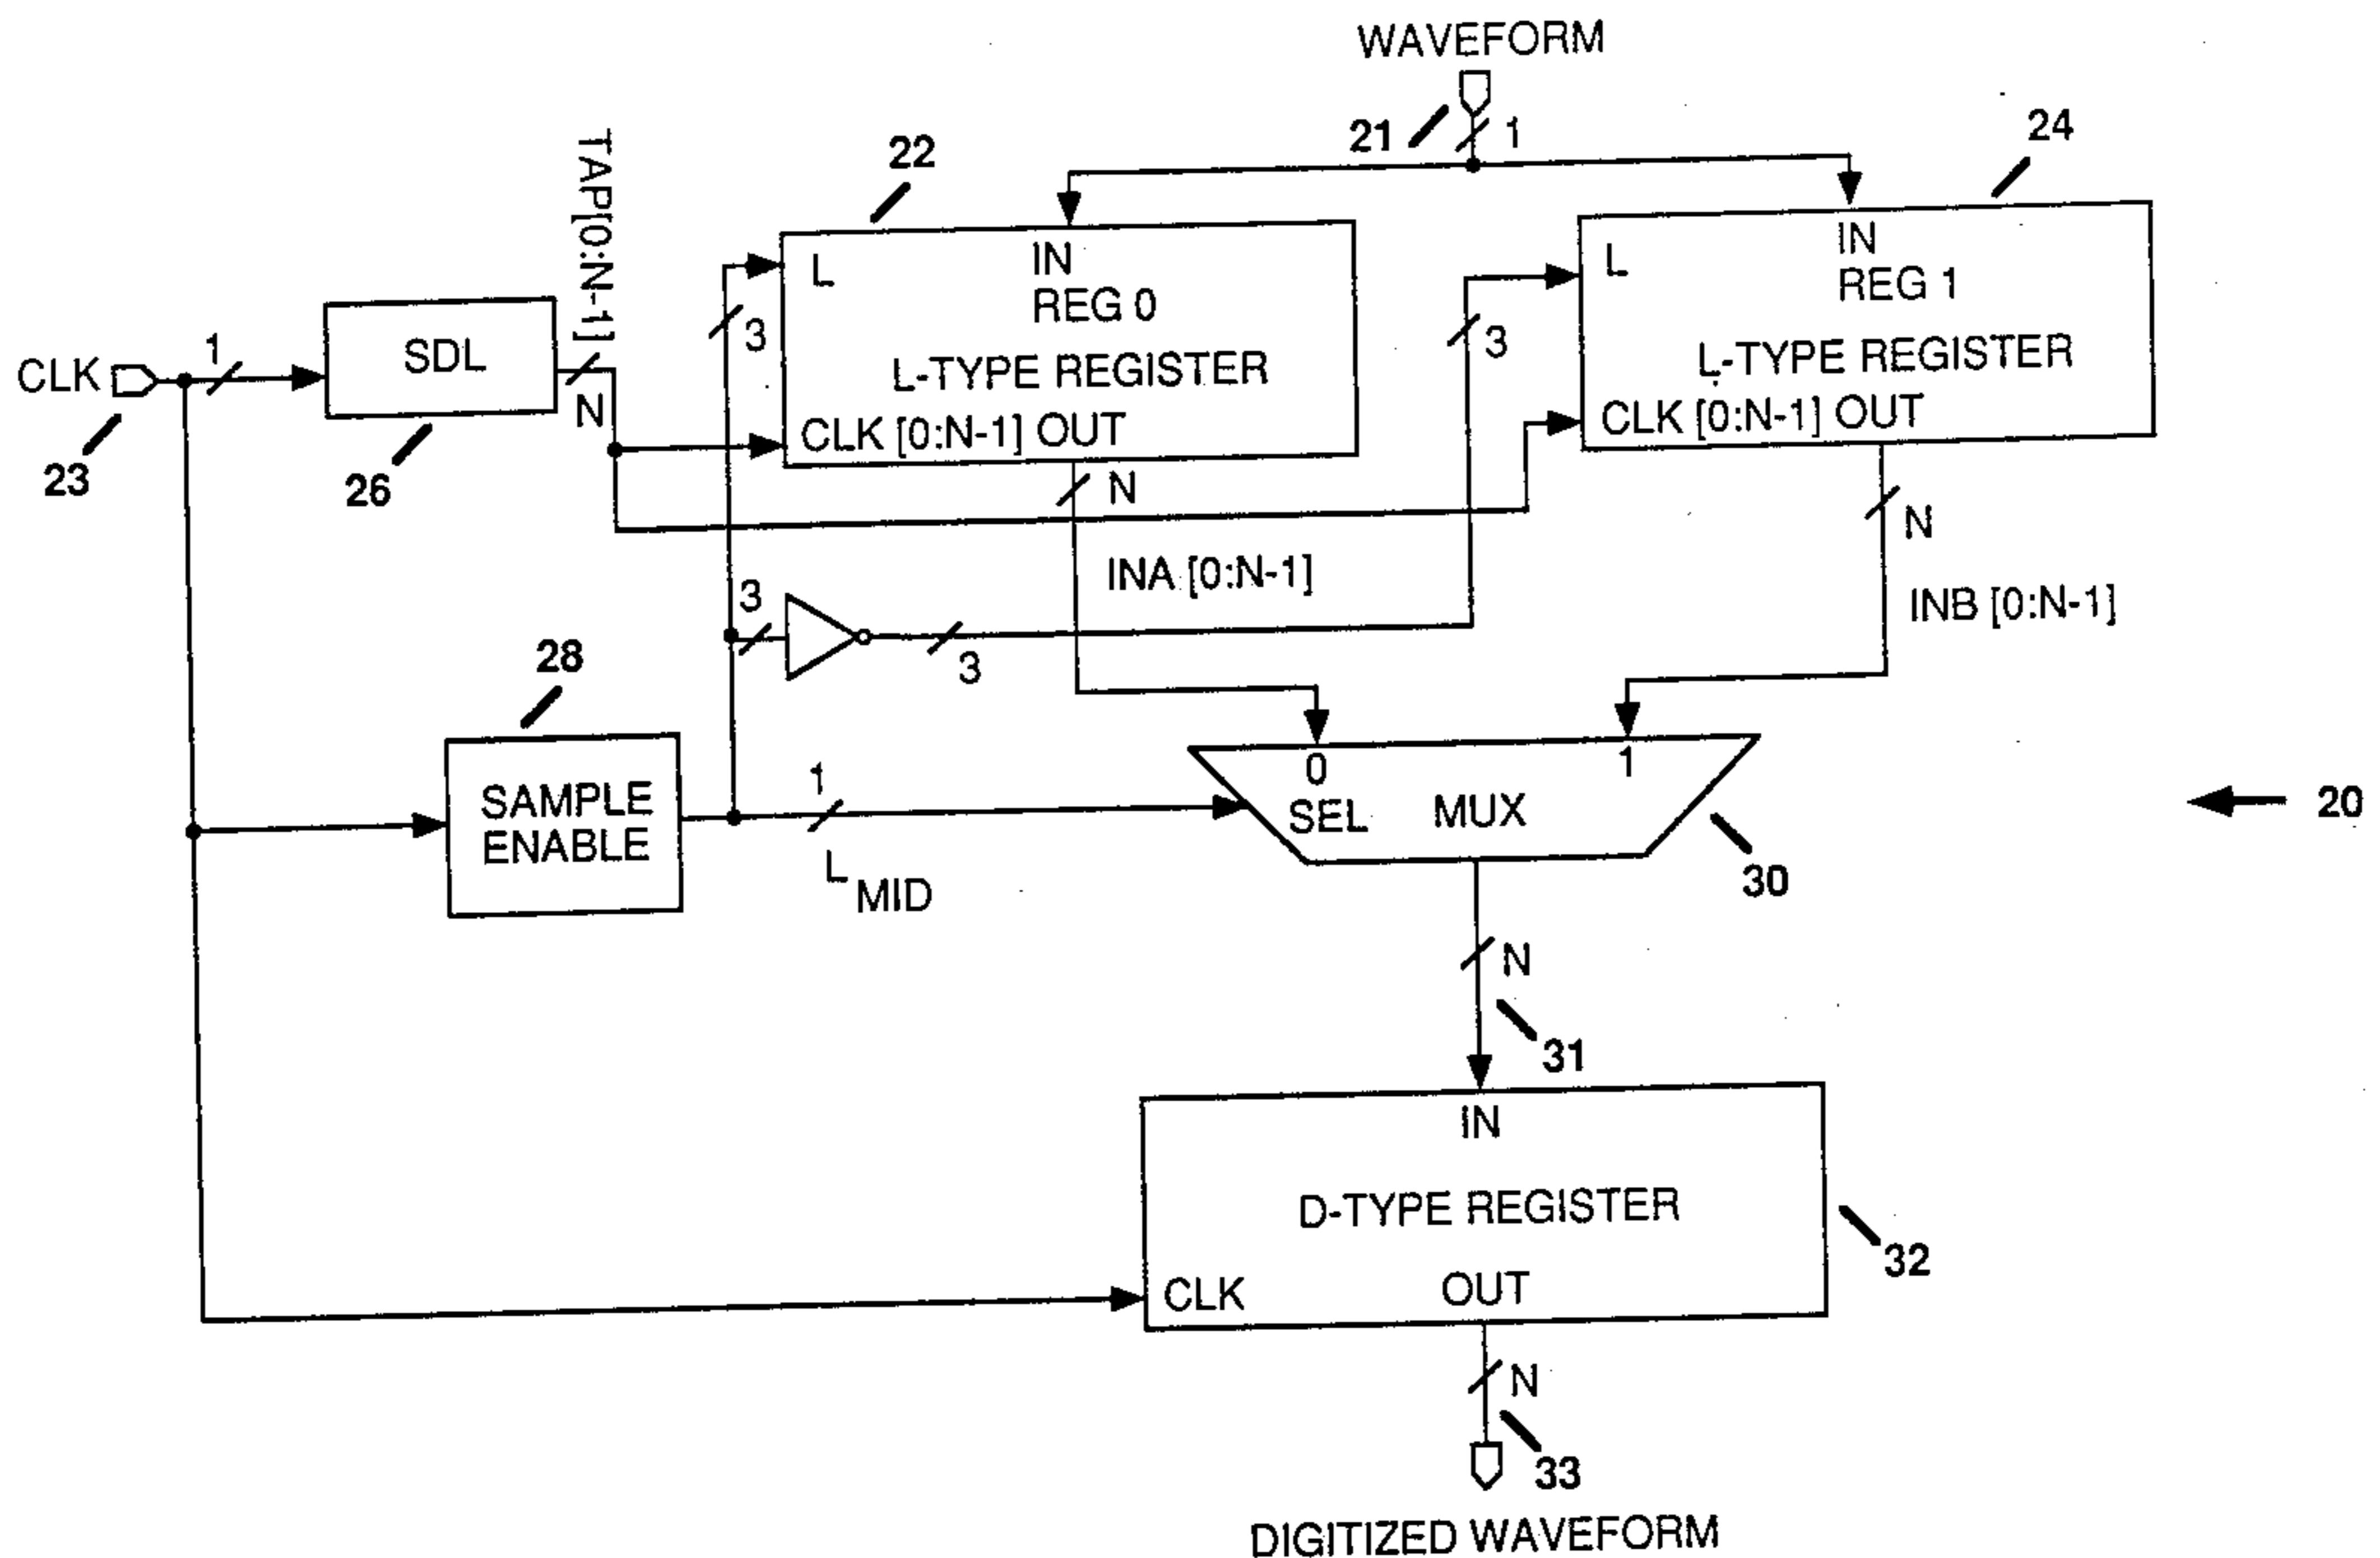 WAVEFORM
21
1
22
24
TAP[0:N-1]
IN
REG 0
L
L-TYPE REGISTER
CLK [0:N-1] OUT
3
IN
REG 1
L
L-TYPE REGISTER
CLK [0:N-1] OUT
3
CLK
1
SDL
N
23
26
N
INA [0:N-1]
N
INB [0:N-1]
3
3
28
SAMPLE
ENABLE
1
L MID
0
1
SEL
MUX
20
30
N
31
IN
D-TYPE REGISTER
32
CLK
OUT
N
33
DIGITIZED WAVEFORM